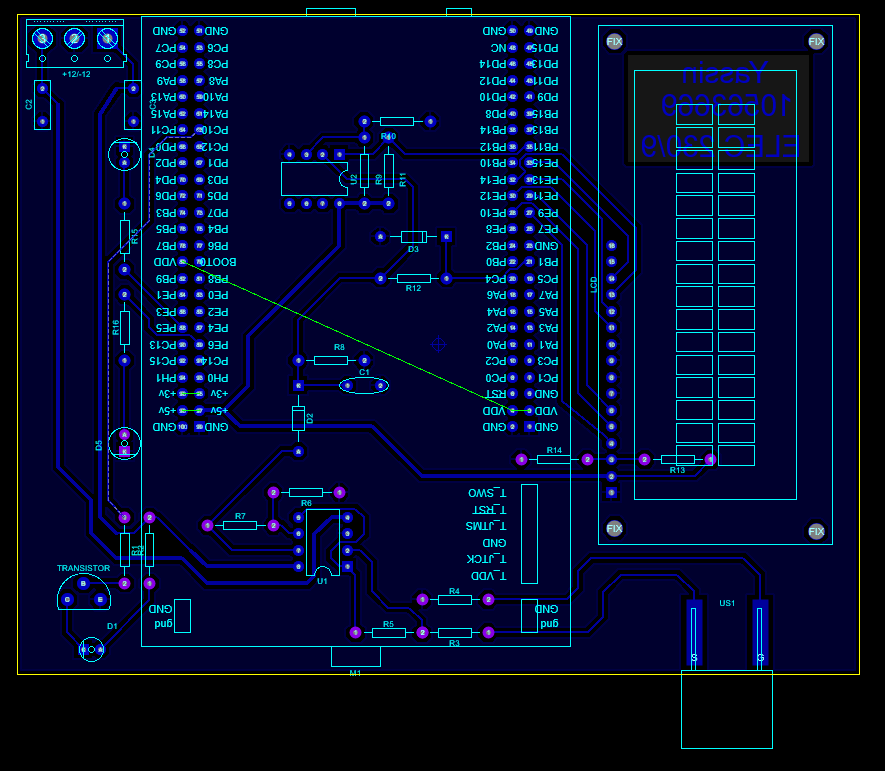 GND GND GND GND
PC7 PC6 NC PD15
FIX FIX
PC9 PC8 PD14 PD13
+12/-12
Yassin
PA9 PA8 PD12 PD11
PA13 PA10 PD10 PD9
C2 C3
PA15 PA14 PD8 PB15
PC11 PC10 PB14 PB13
R10
PD0 PC12 PB12 PB11
D4
PD2 PD1 PB10 PE15
PD4 PD3 PE14 PE13
U2 R9 R11
PD6 PD5 PE12 PE11
PB3 PD7 PE10 PE9
PB5 PB4 PE8 PE7
R15
PB7 PB6 PB2 GND
D3
VDD BOOT0 PB0 PB1
PB9 PB8 PC4 PC5
LCD
R12
PE1 PE0 PA6 PA7
PE3 PE2 PA4 PA5
R16
PE5 PE4 PA2 PA3
PC13 PE6 PA0 PA1
R8
PC15 PC14 PC2 PC3
C1
PH1 PH0 PC0 PC1
+3v +3v RST GND
+5v +5v VDD VDD
D2
GND GND GND GND
D5
R14
R13
T_SWO
R6
T_RST
R7
T_JTMS
FIX FIX
GND
R1 R2
T_JTCK
TRANSISTOR
T_VDD
U1
R4
US1
GND GND
gnd gnd
D1
R5
R3
S G
M1